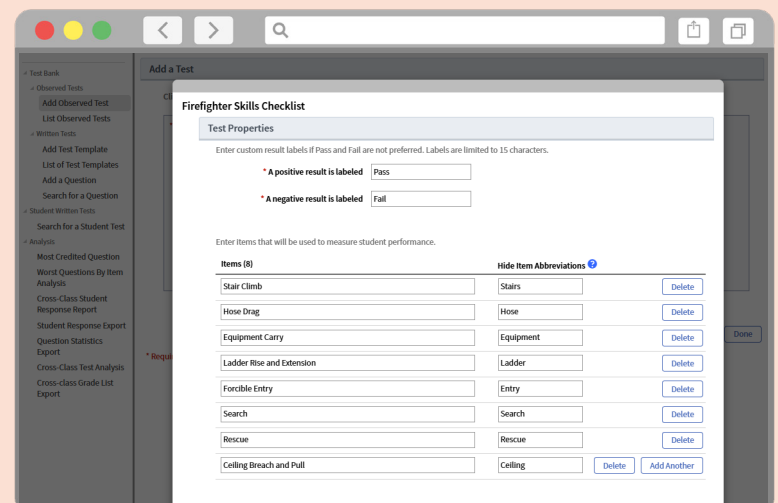 Test Bank
Observed Tests
Add Observed Test
List Observed Tests
Written Tests
Add Test Template
List of Test Templates
Add a Question
Search for a Question
Student Written Tests
Search for a Student Test
Analysis
Most Credited Question
Worst Questions By Item
Analysis
Cross-Class Student
Response Report
Student Response Export
Question Statistics
Export
Cross-Class Test Analysis
Cross-class Grade List
Export
Add a Test
Firefighter Skills Checklist
Test Properties
Enter custom result labels if Pass and Fail are not preferred. Labels are limited to 15 characters.
* A positive result is labeled Pass
* A negative result is labeled Fail
Enter items that will be used to measure student performance.
Items (8) Hide Item Abbreviations ?
Stair Climb Stairs Delete
Hose Drag Hose Delete
Equipment Carry Equipment Delete
Ladder Rise and Extension Ladder Delete
Forcible Entry Entry Delete
Search Search Delete
Rescue Rescue Delete
Ceiling Breach and Pull Ceiling Delete Add Another
Done